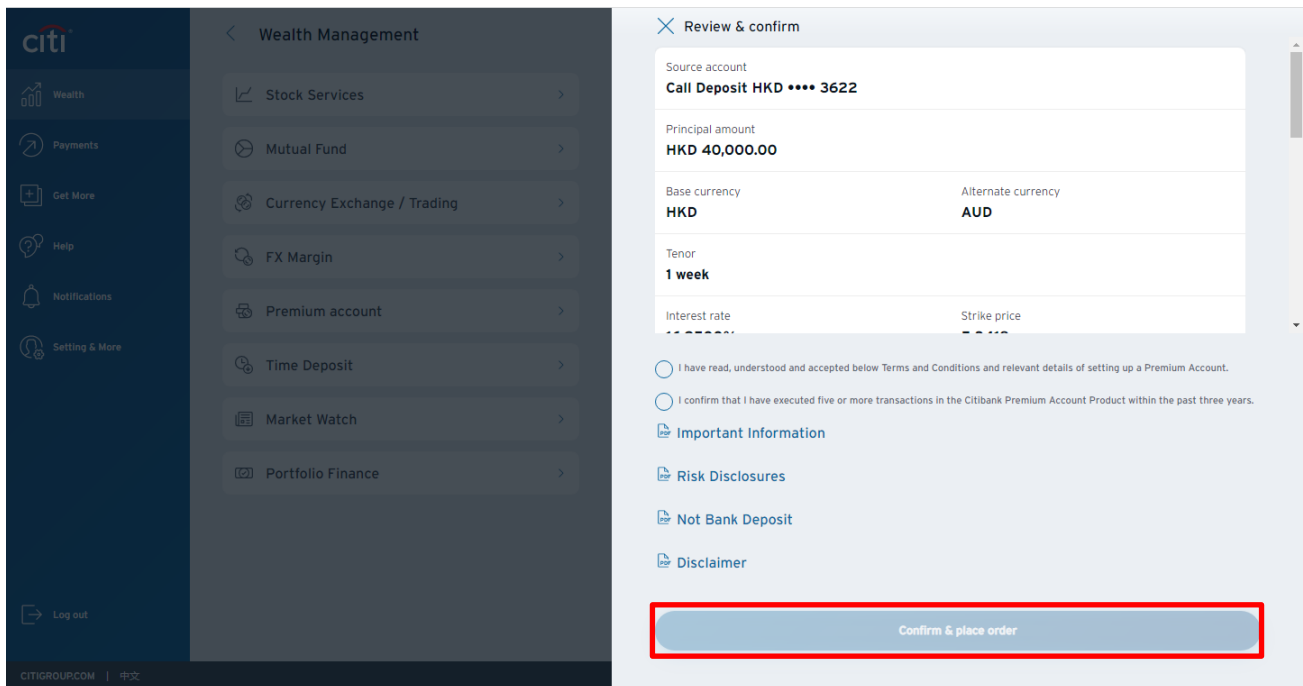 citi
Wealth
Payments
Get More
Help
Notifications
Setting & More
Log out
CITIGROUP.COM | 中文
Wealth Management
Stock Services
Mutual Fund
Currency Exchange / Trading
FX Margin
Premium account
Time Deposit
Market Watch
Portfolio Finance
Review & confirm
Source account
Call Deposit HKD •••• 3622
Principal amount
HKD 40,000.00
Base currency Alternate currency
HKD AUD
Tenor
1 week
Interest rate Strike price
I have read, understood and accepted below Terms and Conditions and relevant details of setting up a Premium Account.
I confirm that I have executed five or more transactions in the Citibank Premium Account Product within the past three years.
PDF Important Information
PDF Risk Disclosures
PDF Not Bank Deposit
PDF Disclaimer
Confirm & place order